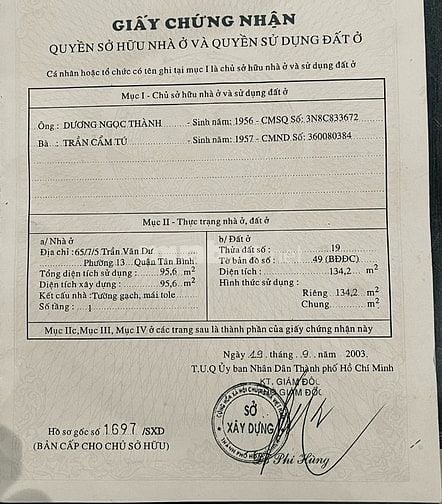 GIẤY CHỨNG NHẬN
QUYỀN SỞ HỮU NHÀ Ở VÀ QUYỀN SỬ DỤNG ĐẤT Ở
Cá nhân hoặc tổ chức có tên ghi tại mục I là chủ sở hữu nhà ở và sử dụng đất ở
Mục I - Chủ sở hữu nhà ở và sử dụng đất ở
Ông : DƯƠNG NGỌC THÀNH - Sinh năm: 1956 - CMSQ Số: 3N8C833672
Bà : TRẦN CẨM TÚ - Sinh năm: 1957 - CMND Số: 360080384
Mục II - Thực trạng nhà ở, đất ở
a/ Nhà ở
Địa chỉ: 65/7/5 Trần Văn Dư
Phường 13 Quận Tân Bình
Tổng diện tích sử dụng : 95,6 m2
Diện tích xây dựng : 95,6 m2
Kết cấu nhà: Tường gạch, mái tole
Số tầng : 1
b/ Đất ở
Thửa đất số : 19
Tờ bản đồ số : 49 (BĐĐC)
Diện tích : 134,2 m2
Hình thức sử dụng :
Riêng : 134,2 m2
Chung : m2
Mục IIc, Mục III, Mục IV ở các trang sau là thành phần của giấy chứng nhận này
Ngày 19 tháng 9 năm 2003.
T.U.Q Ủy ban Nhân Dân Thành phố Hồ Chí Minh
KT. GIÁM ĐỐC
PHÓ GIÁM ĐỐC
SỞ
XÂY DỰNG
Hồ sơ gốc số 1697 /SXD
(BẢN CẤP CHO CHỦ SỞ HỮU)
Phi Hùng